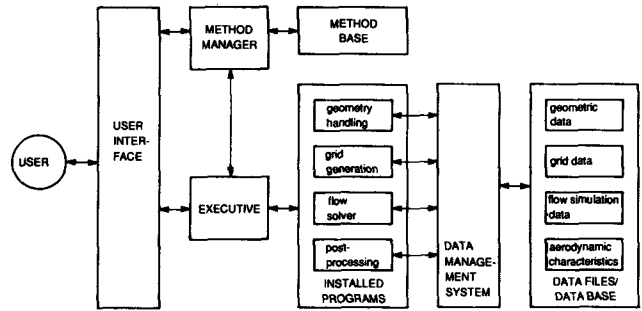 USER
USER
INTER-
FACE
METHOD
MANAGER
METHOD
BASE
EXECUTIVE
geometry
handling
grid
generation
flow
solver
post-
processing
INSTALLED
PROGRAMS
DATA
MANAGE-
MENT
SYSTEM
geometric
data
grid data
flow simulation
data
aerodynamic
characteristics
DATA FILES/
DATA BASE